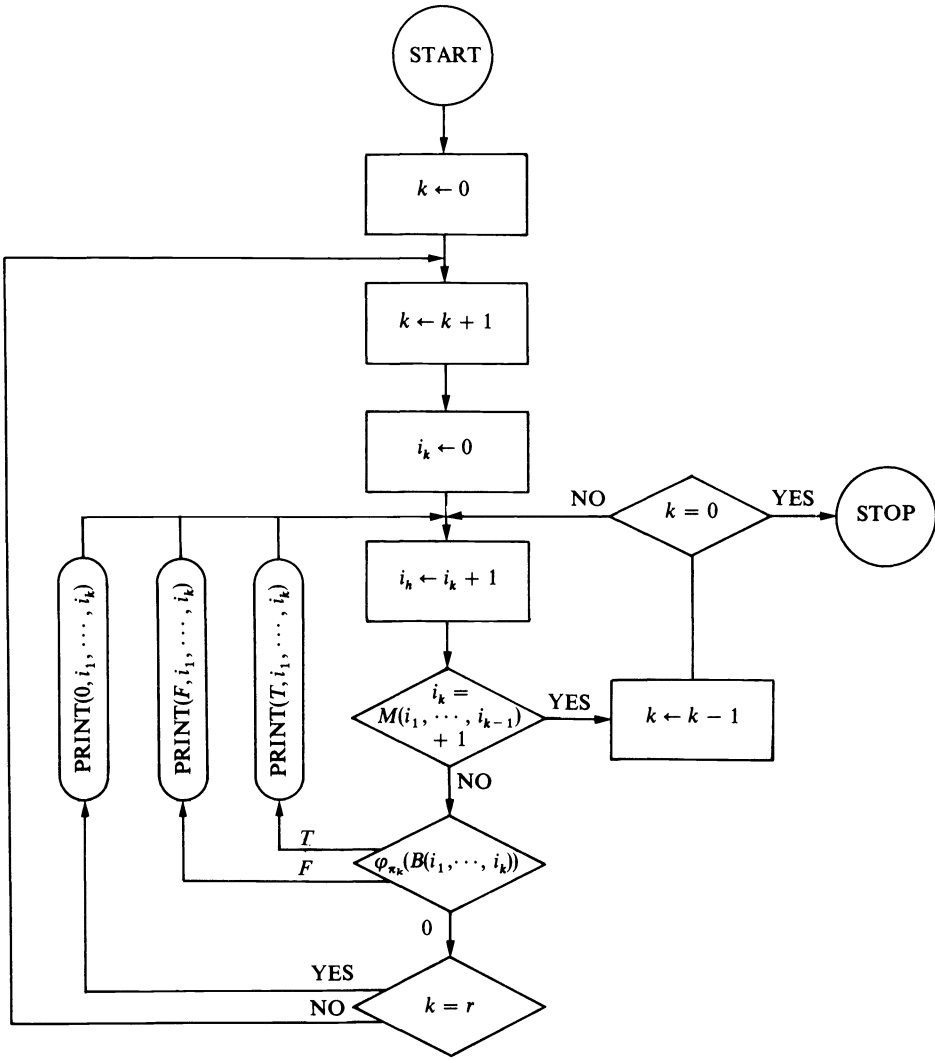 START
k ← 0
k ← k + 1
i_k ← 0
NO
k = 0
YES
STOP
i_h ← i_k + 1
PRINT(0, i_1, ⋯, i_k)
PRINT(F, i_1, ⋯, i_k)
PRINT(T, i_1, ⋯, i_k)
i_k =
M(i_1, ⋯, i_{k−1})
+ 1
YES
k ← k − 1
NO
T
F
φ_{π_k}(B(i_1, ⋯, i_k))
0
YES
NO
k = r